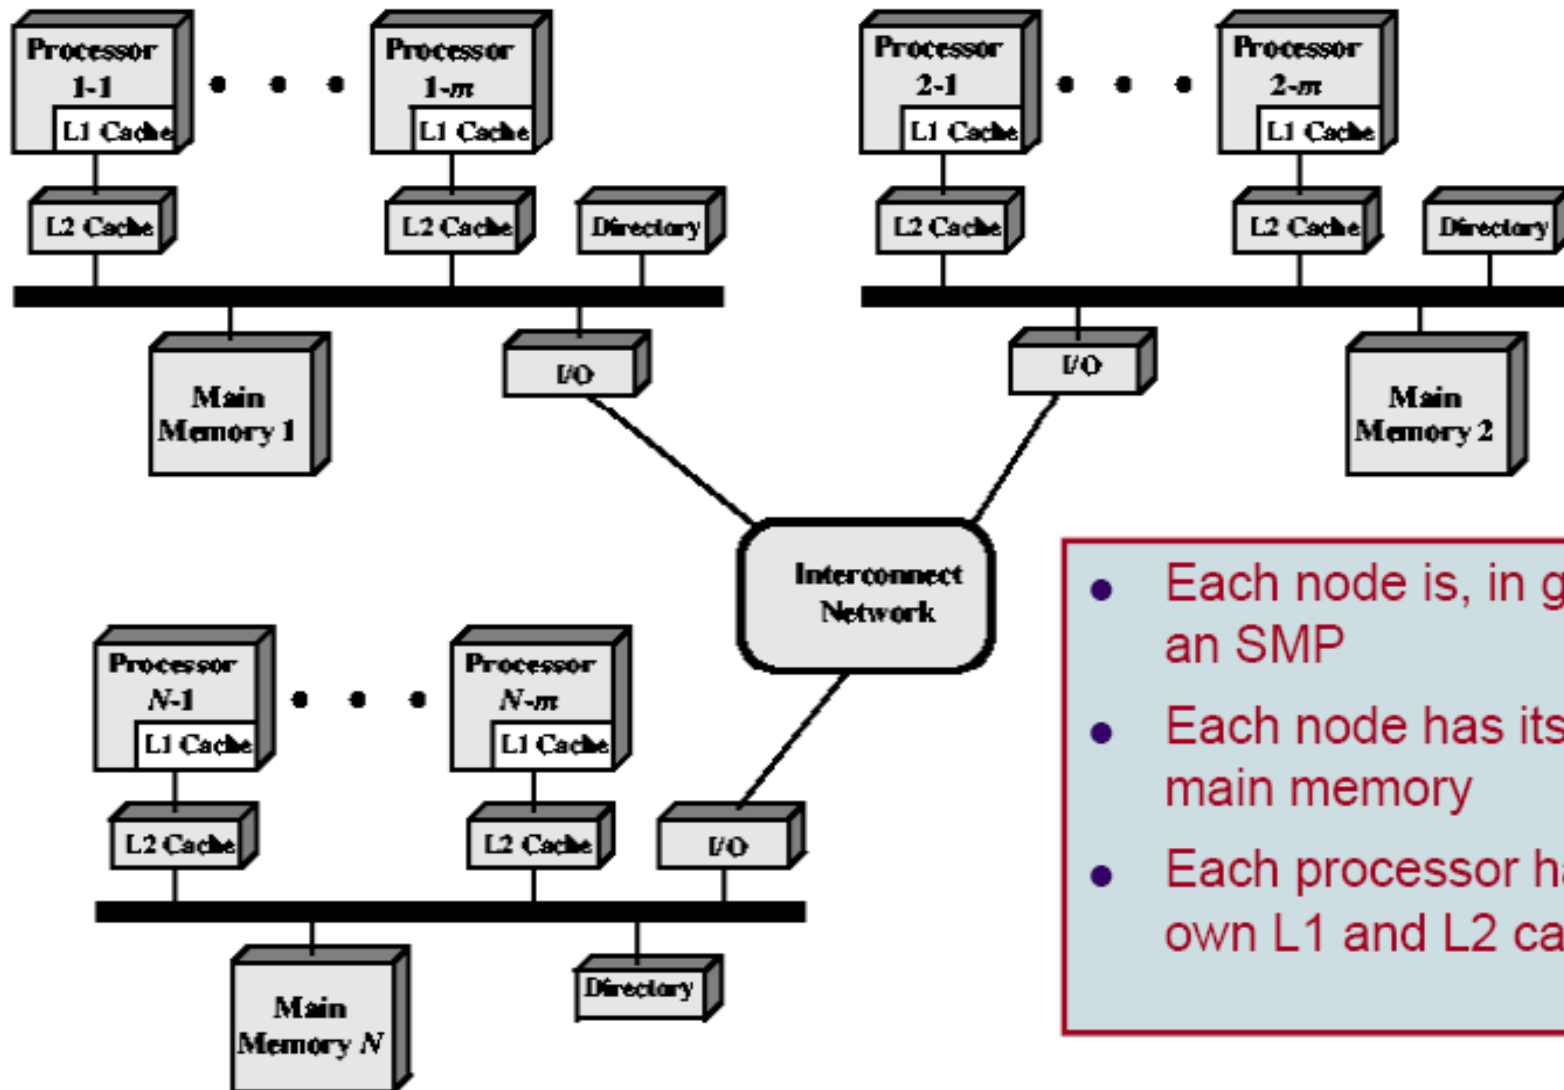 Processor
1-1
L1 Cache
L2 Cache
Processor
1-m
L1 Cache
L2 Cache
Directory
Main
Memory 1
I/O
Processor
2-1
L1 Cache
L2 Cache
Processor
2-m
L1 Cache
L2 Cache
Directory
I/O
Main
Memory 2
Interconnect
Network
Processor
N-1
L1 Cache
L2 Cache
Processor
N-m
L1 Cache
L2 Cache
I/O
Main
Memory N
Directory
• Each node is, in g
an SMP
• Each node has its
main memory
• Each processor ha
own L1 and L2 ca